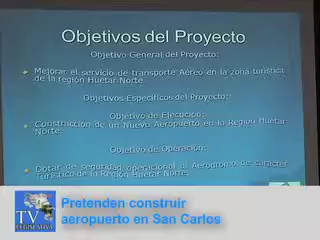 Objetivos del Proyecto
Objetivo General del Proyecto:
Mejorar el servicio de transporte Aéreo en la zona turística
de la región Huetar Norte.
Objetivos Específicos del Proyecto:
Objetivo de Ejecución:
Construcción de un Nuevo Aeropuerto en la Región Huetar
Norte.
Objetivo de Operación:
Dotar de seguridad operacional al Aeródromo de carácter
Turístico de la Región Huetar Norte.
TV
LEGISLATIVA
Pretenden construir
aeropuerto en San Carlos